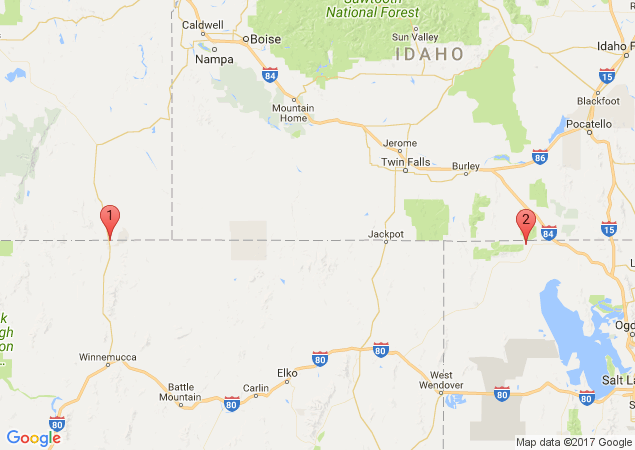 Sawtooth
National Forest
Caldwell
Boise
Sun Valley
Nampa
IDAHO
Idaho F
84
15
Mountain
Home
Blackfoot
Pocatello
Jerome
Twin Falls
86
Burley
1
2
84
15
Jackpot
L
k
gh
on
...
80
80
Winnemucca
Elko
80
West
Wendover
Ogd
Salt La
Battle
Mountain
Carlin
80
80
80
S
80
80
Google
Map data ©2017 Google